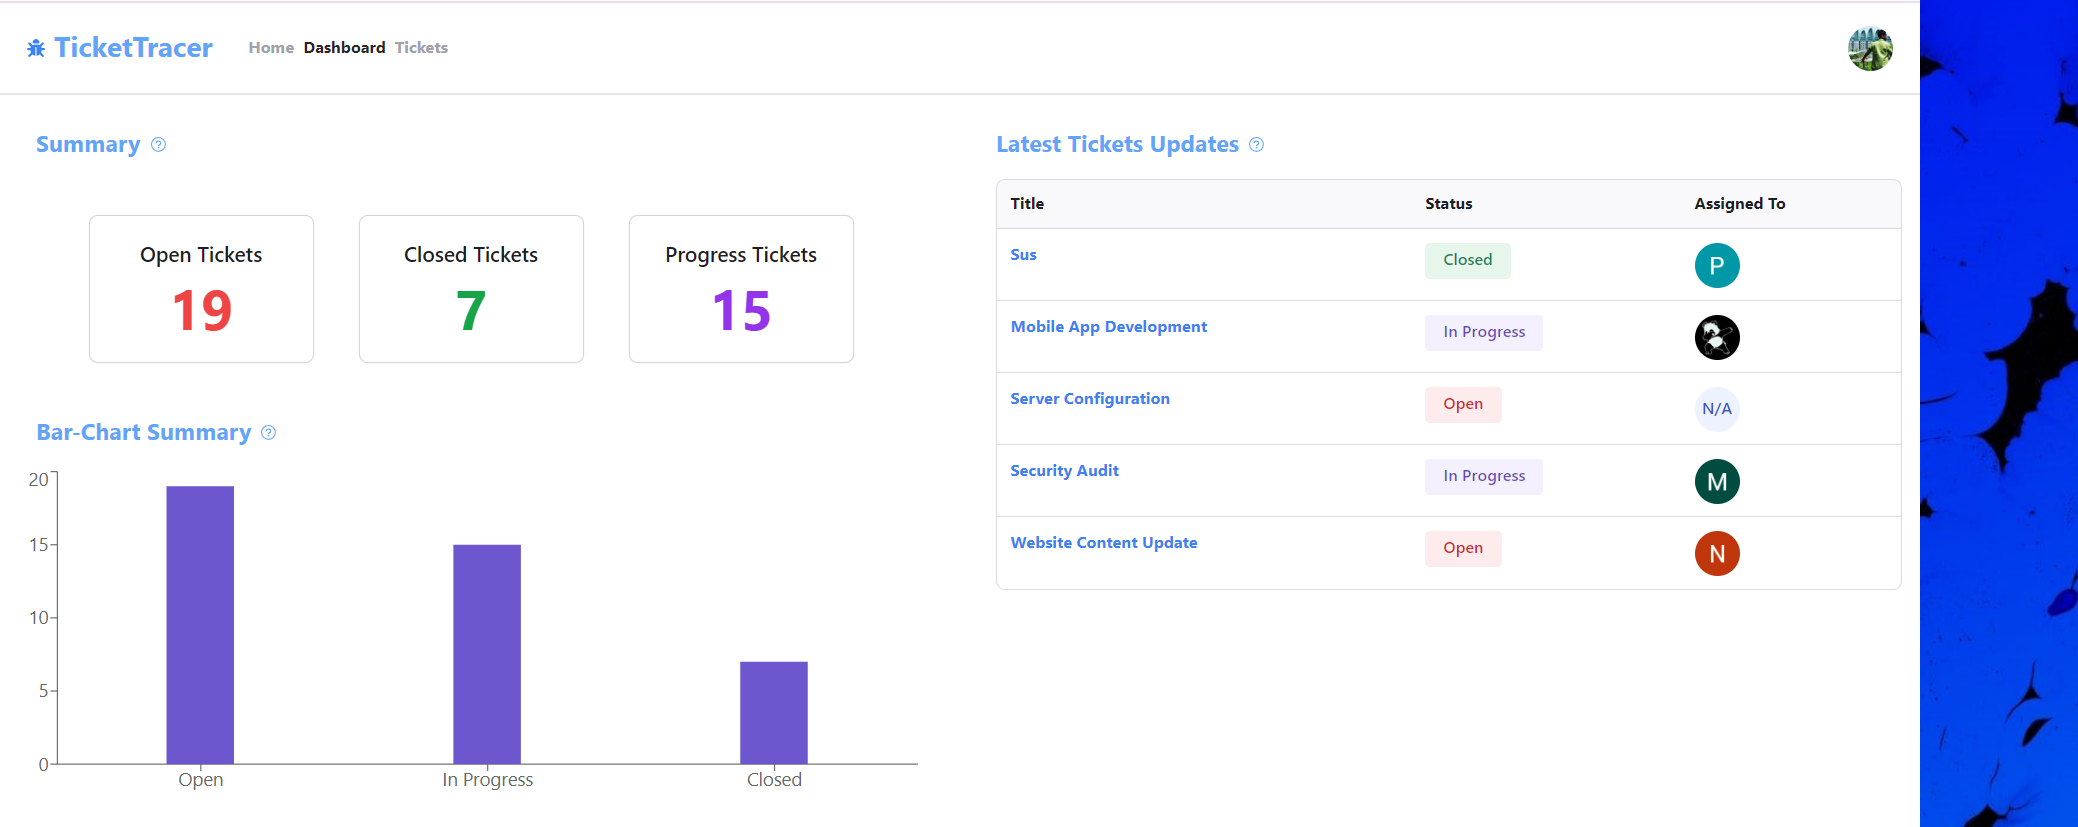 TicketTracer
Home Dashboard Tickets
Summary
Open Tickets
19
Closed Tickets
7
Progress Tickets
15
Bar-Chart Summary
20
15
10
5
0
Open In Progress Closed
Latest Tickets Updates
Title Status Assigned To
Sus Closed P
Mobile App Development In Progress
Server Configuration Open N/A
Security Audit In Progress M
Website Content Update Open N